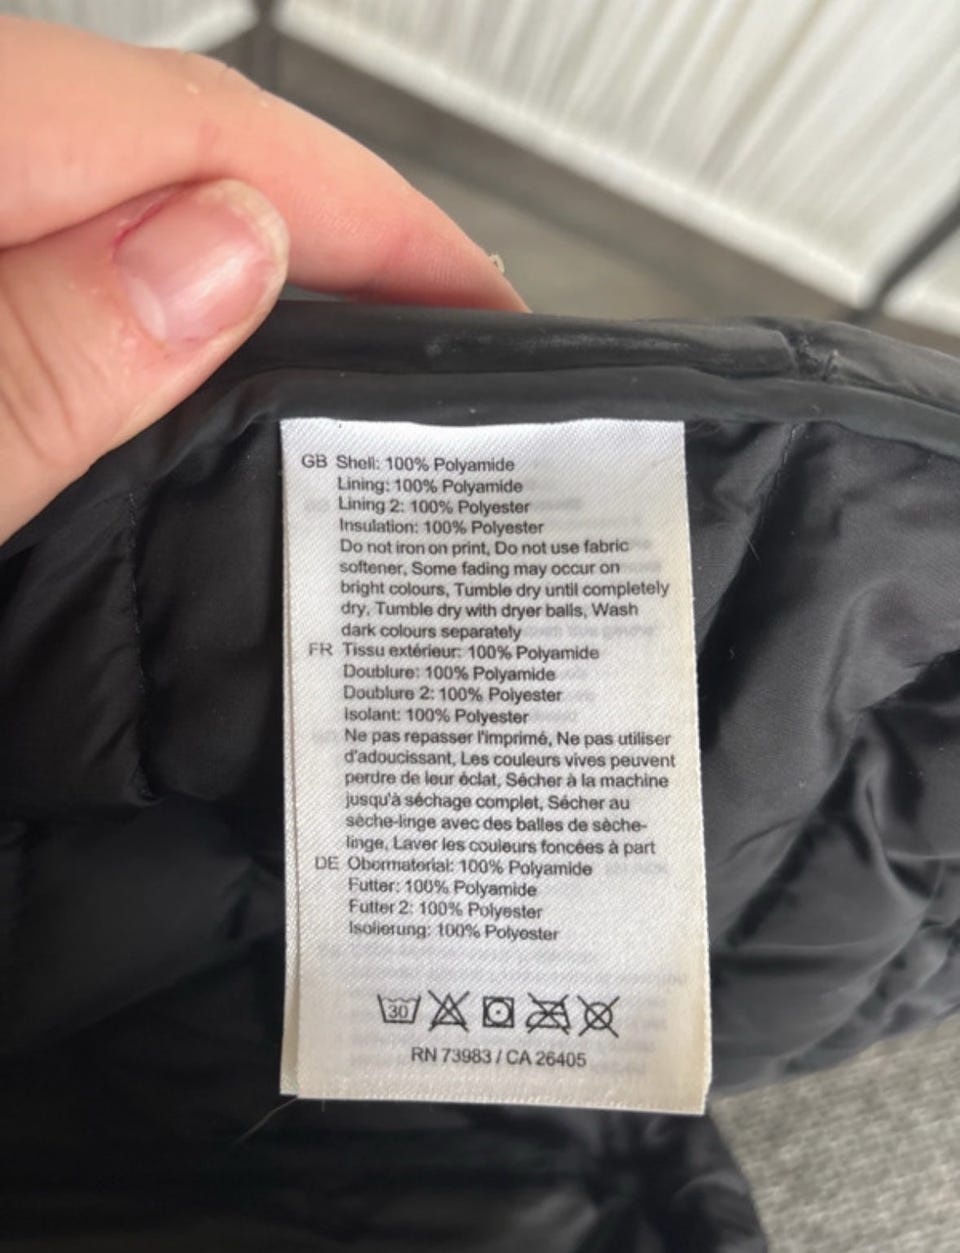 GB Shell: 100% Polyamide
Lining: 100% Polyamide
Lining 2: 100% Polyester
Insulation: 100% Polyester
Do not iron on print, Do not use fabric
softener, Some fading may occur on
bright colours, Tumble dry until completely
dry, Tumble dry with dryer balls, Wash
dark colours separately
FR Tissu extérieur: 100% Polyamide
Doublure: 100% Polyamide
Doublure 2: 100% Polyester
Isolant: 100% Polyester
Ne pas repasser l'imprimé, Ne pas utiliser
d'adoucissant, Les couleurs vives peuvent
perdre de leur éclat, Sécher à la machine
jusqu'à séchage complet, Sécher au
sèche-linge avec des balles de sèche-
linge, Laver les couleurs foncées à part
DE Obermaterial: 100% Polyamide
Futter: 100% Polyamide
Futter 2: 100% Polyester
Isolierung: 100% Polyester
30
RN 73983 / CA 26405